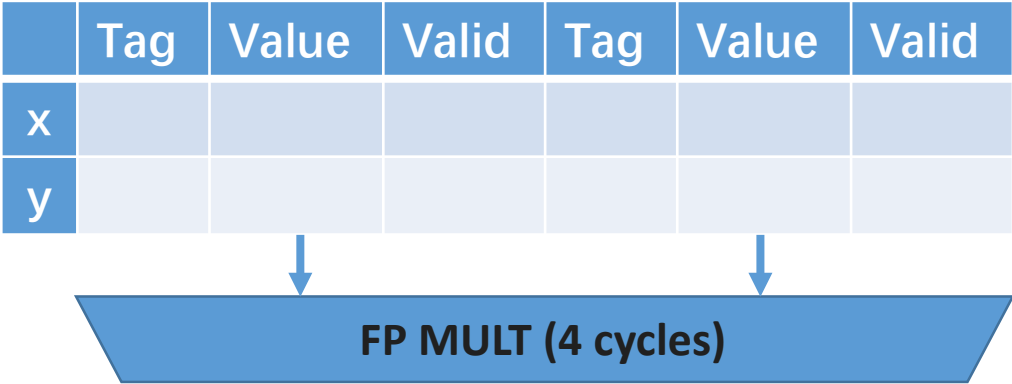 Tag Value Valid Tag Value Valid
x
y
FP MULT (4 cycles)